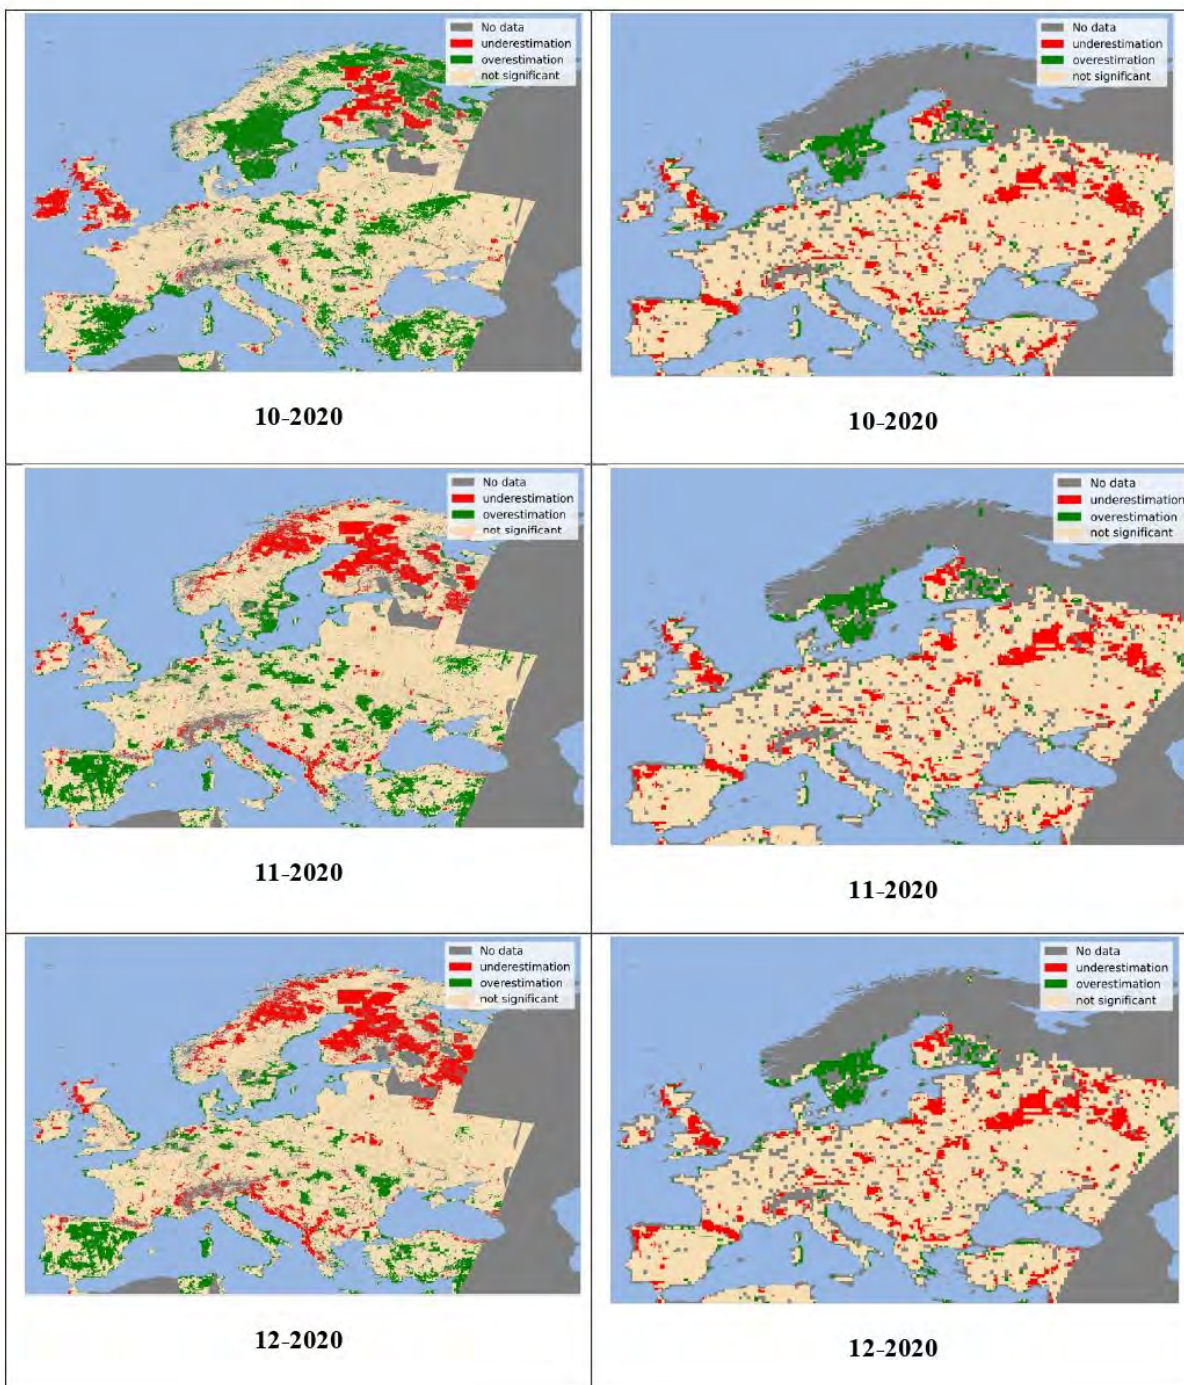 No data
underestimation
overestimation
not significant
No data
underestimation
overestimation
not significant
10-2020
10-2020
No data
underestimation
overestimation
not significant
No data
underestimation
overestimation
not significant
11-2020
11-2020
No data
underestimation
overestimation
not significant
No data
underestimation
overestimation
not significant
12-2020
12-2020